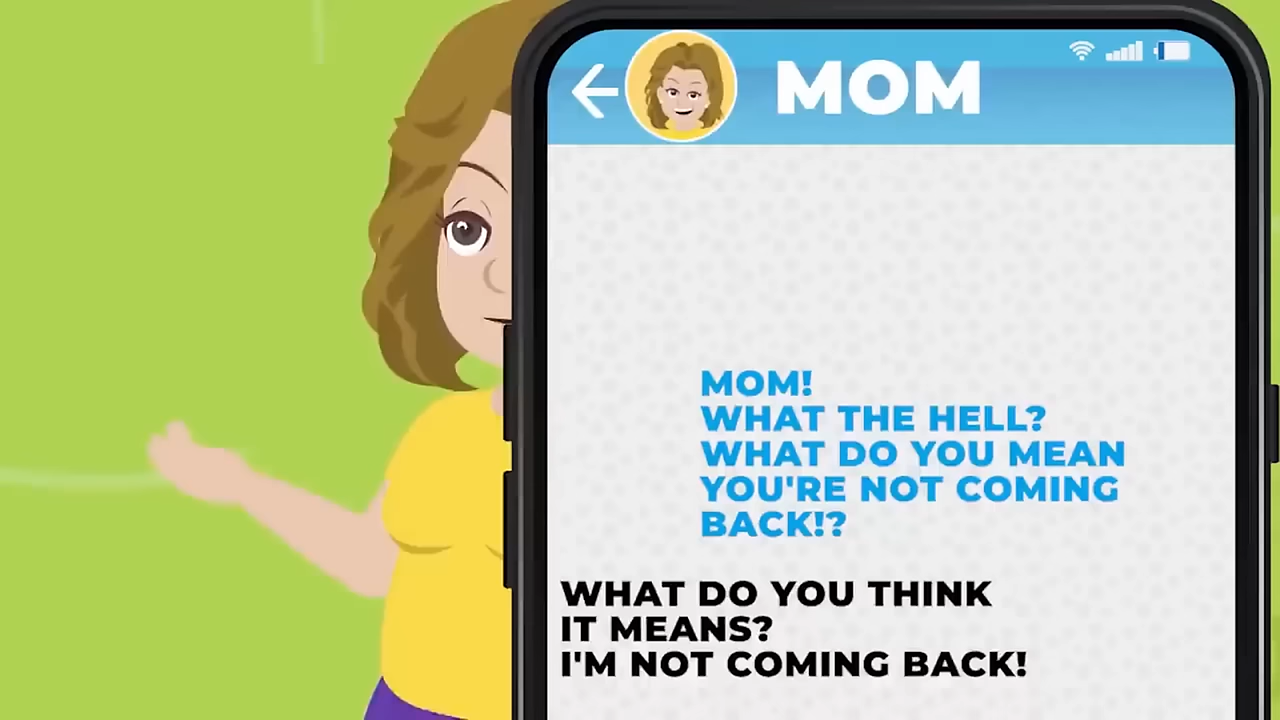 MOM
MOM!
WHAT THE HELL?
WHAT DO YOU MEAN
YOU'RE NOT COMING
BACK!?
WHAT DO YOU THINK
IT MEANS?
I'M NOT COMING BACK!